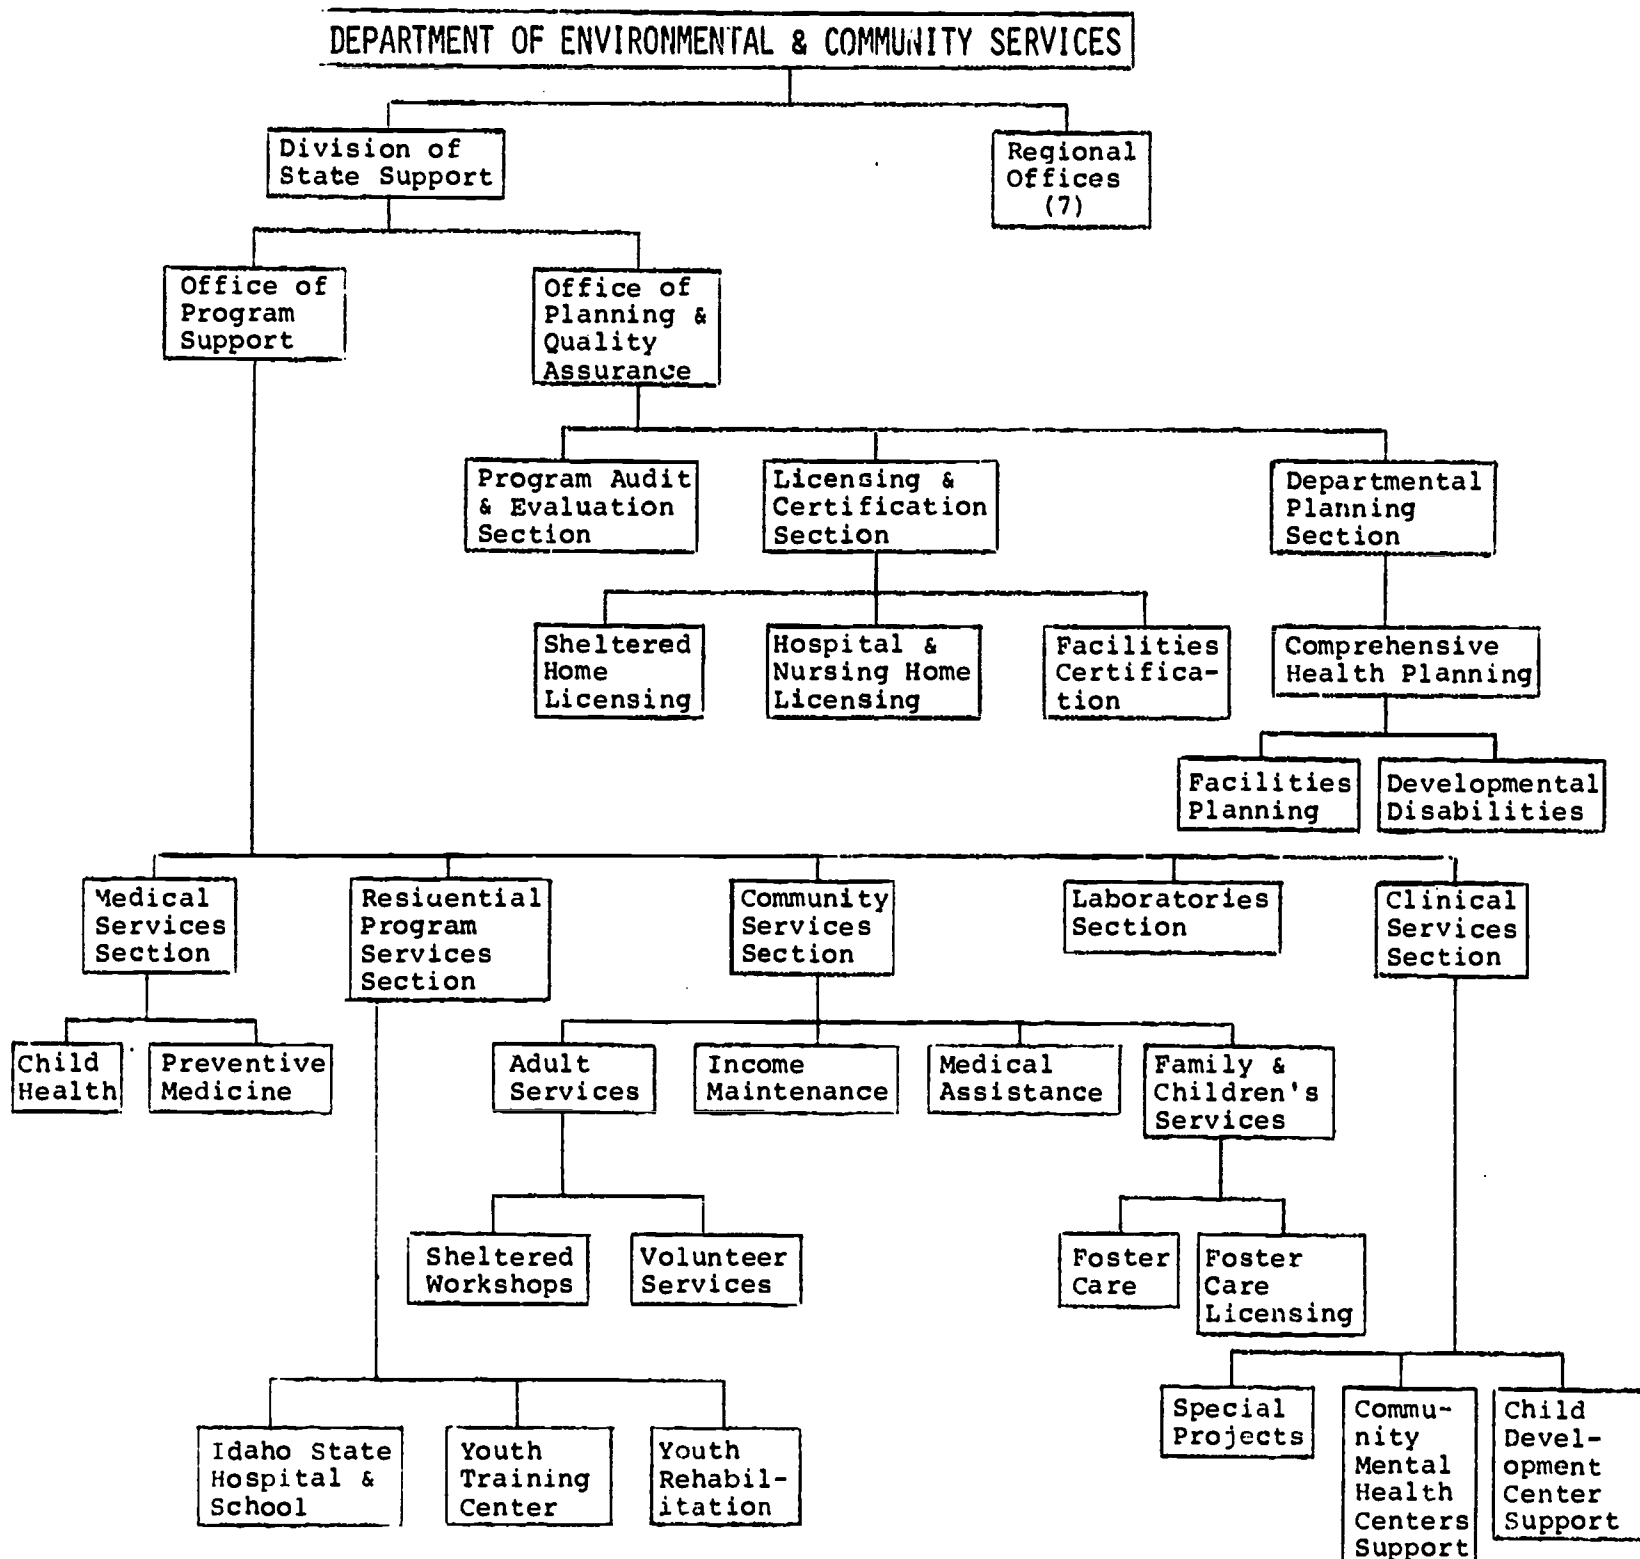 DEPARTMENT OF ENVIRONMENTAL & COMMUNITY SERVICES
Division of
State Support
Regional
Offices
(7)
Office of
Program
Support
Office of
Planning &
Quality
Assurance
Program Audit
& Evaluation
Section
Licensing &
Certification
Section
Departmental
Planning
Section
Sheltered
Home
Licensing
Hospital &
Nursing Home
Licensing
Facilities
Certifica-
tion
Comprehensive
Health Planning
Facilities
Planning
Developmental
Disabilities
Medical
Services
Section
Residential
Program
Services
Section
Community
Services
Section
Laboratories
Section
Clinical
Services
Section
Child
Health
Preventive
Medicine
Adult
Services
Income
Maintenance
Medical
Assistance
Family &
Children's
Services
Sheltered
Workshops
Volunteer
Services
Foster
Care
Foster
Care
Licensing
Idaho State
Hospital &
School
Youth
Training
Center
Youth
Rehabil-
itation
Special
Projects
Commu-
nity
Mental
Health
Centers
Support
Child
Devel-
opment
Center
Support